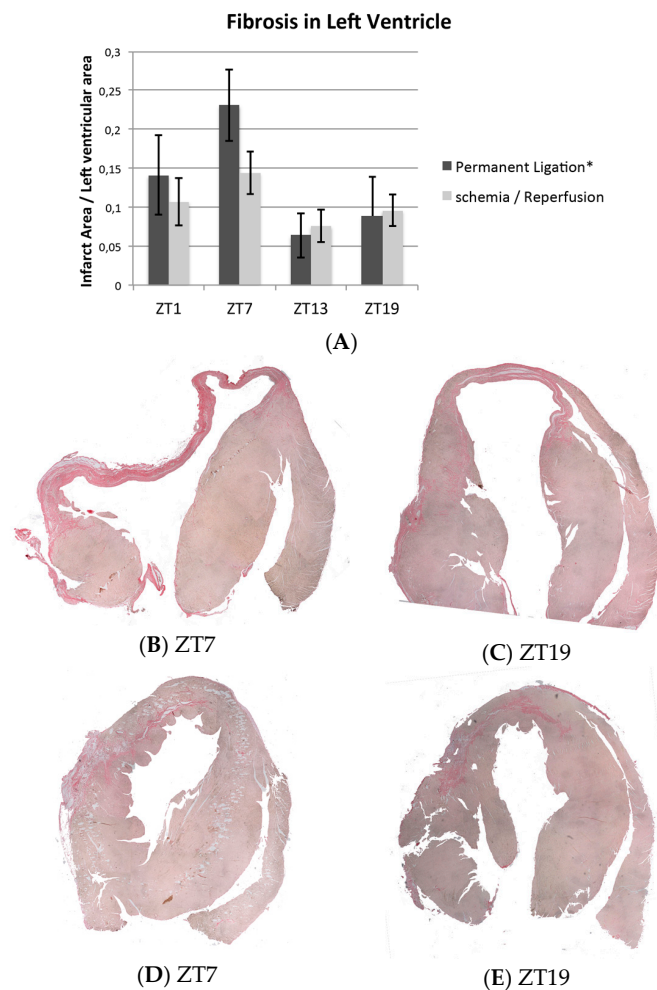 Fibrosis in Left Ventricle
Infarct Area / Left ventricular area
0,3
0,25
0,2
0,15
0,1
0,05
0
ZT1 ZT7 ZT13 ZT19
Permanent Ligation*
schemia / Reperfusion
(A)
(B) ZT7
(C) ZT19
(D) ZT7
(E) ZT19